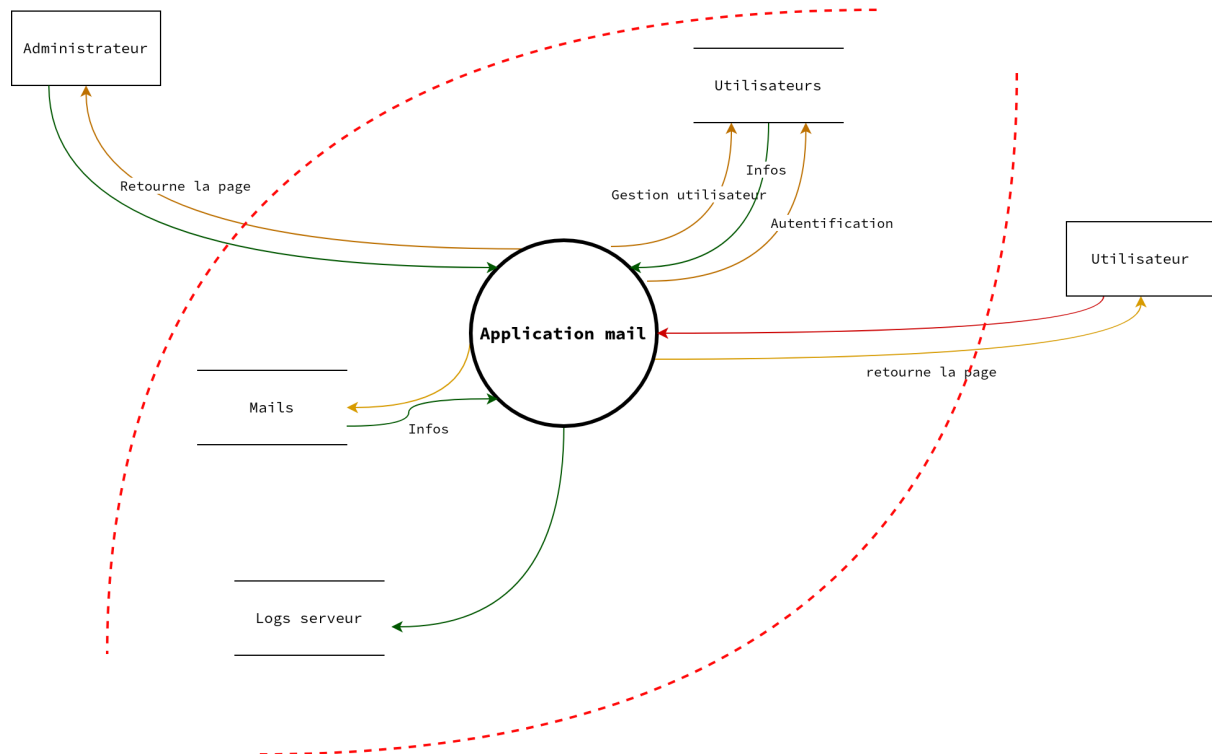 Administrateur
Utilisateurs
Infos
Retourne la page
Gestion utilisateur
Autentification
Utilisateur
Application mail
retourne la page
Mails
Infos
Logs serveur